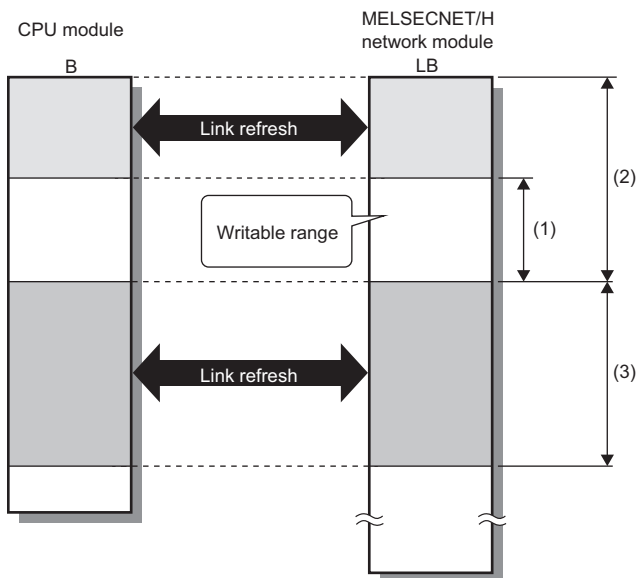 CPU module
B
MELSECNET/H
network module
LB
Link refresh
(2)
Writable range
(1)
Link refresh
(3)